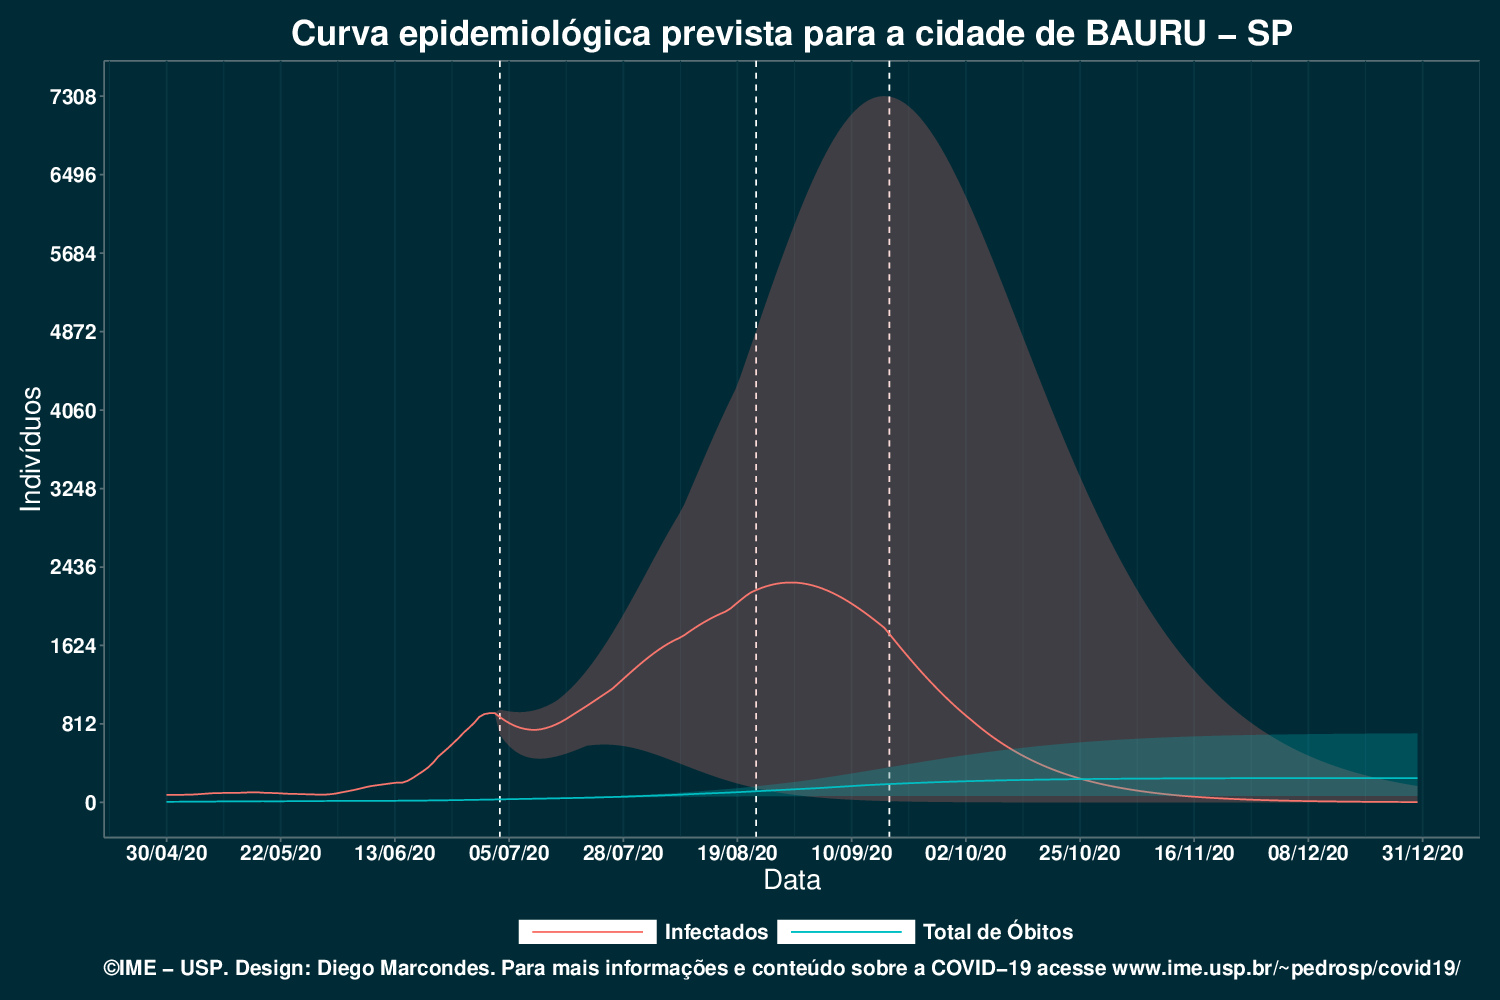 Curva epidemiológica prevista para a cidade de BAURU – SP
7308
6496
5684
4872
4060
3248
2436
1624
812
0
Indivíduos
30/04/20 22/05/20 13/06/20 05/07/20 28/07/20 19/08/20 10/09/20 02/10/20 25/10/20 16/11/20 08/12/20 31/12/20
Data
Infectados Total de Óbitos
©IME – USP. Design: Diego Marcondes. Para mais informações e conteúdo sobre a COVID–19 acesse www.ime.usp.br/~pedrosp/covid19/